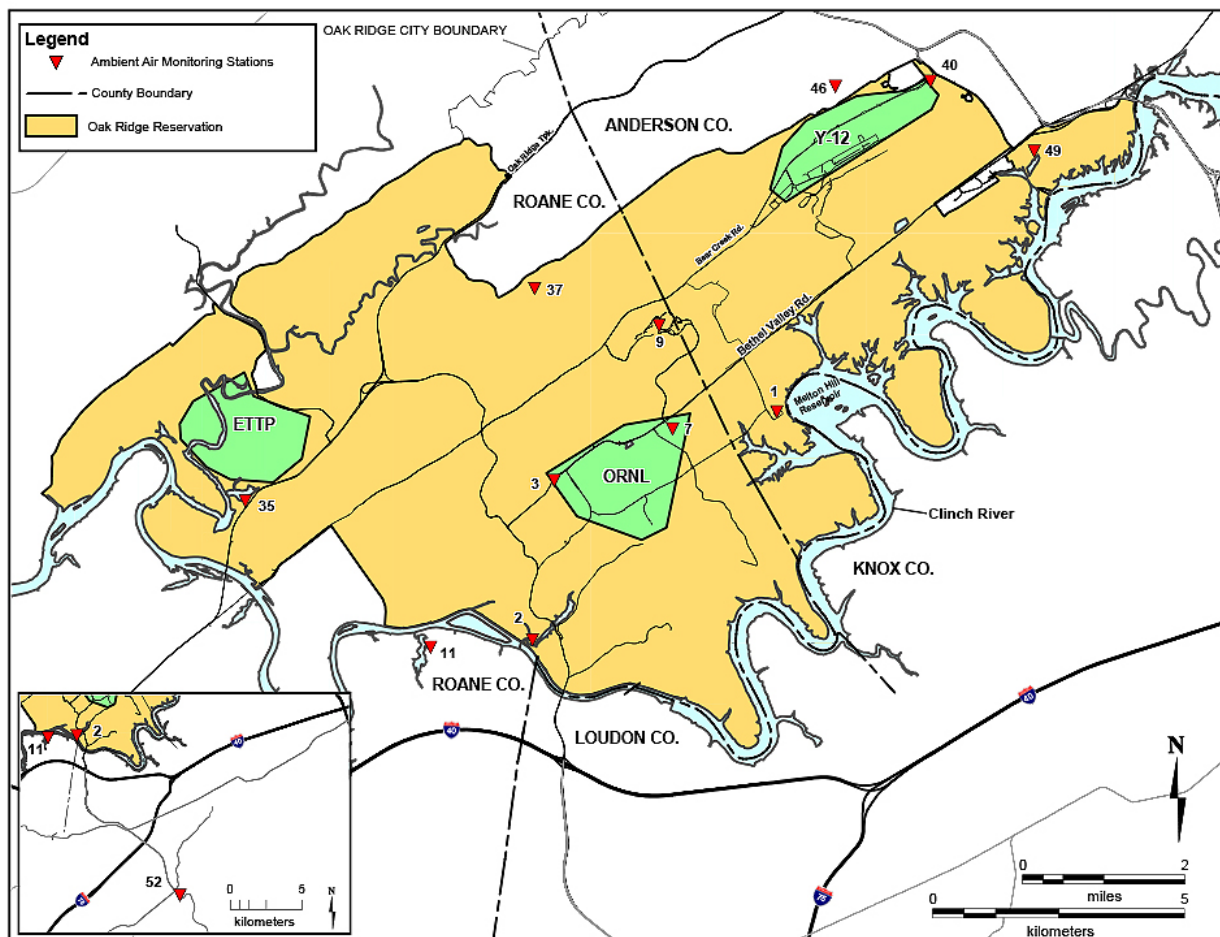 Legend
Ambient Air Monitoring Stations
County Boundary
Oak Ridge Reservation
OAK RIDGE CITY BOUNDARY
46
40
ANDERSON CO.
Y-12
49
Oak Ridge Tpk.
ROANE CO.
Bear Creek Rd.
37
9
Bethel Valley Rd.
1
Melton Hill
Reservoir
ETTP
7
3
ORNL
35
Clinch River
KNOX CO.
2
11
ROANE CO.
40
LOUDON CO.
40
N
0 2
miles
75
0 5
kilometers
11
2
40
52
75
0 5
kilometers
N